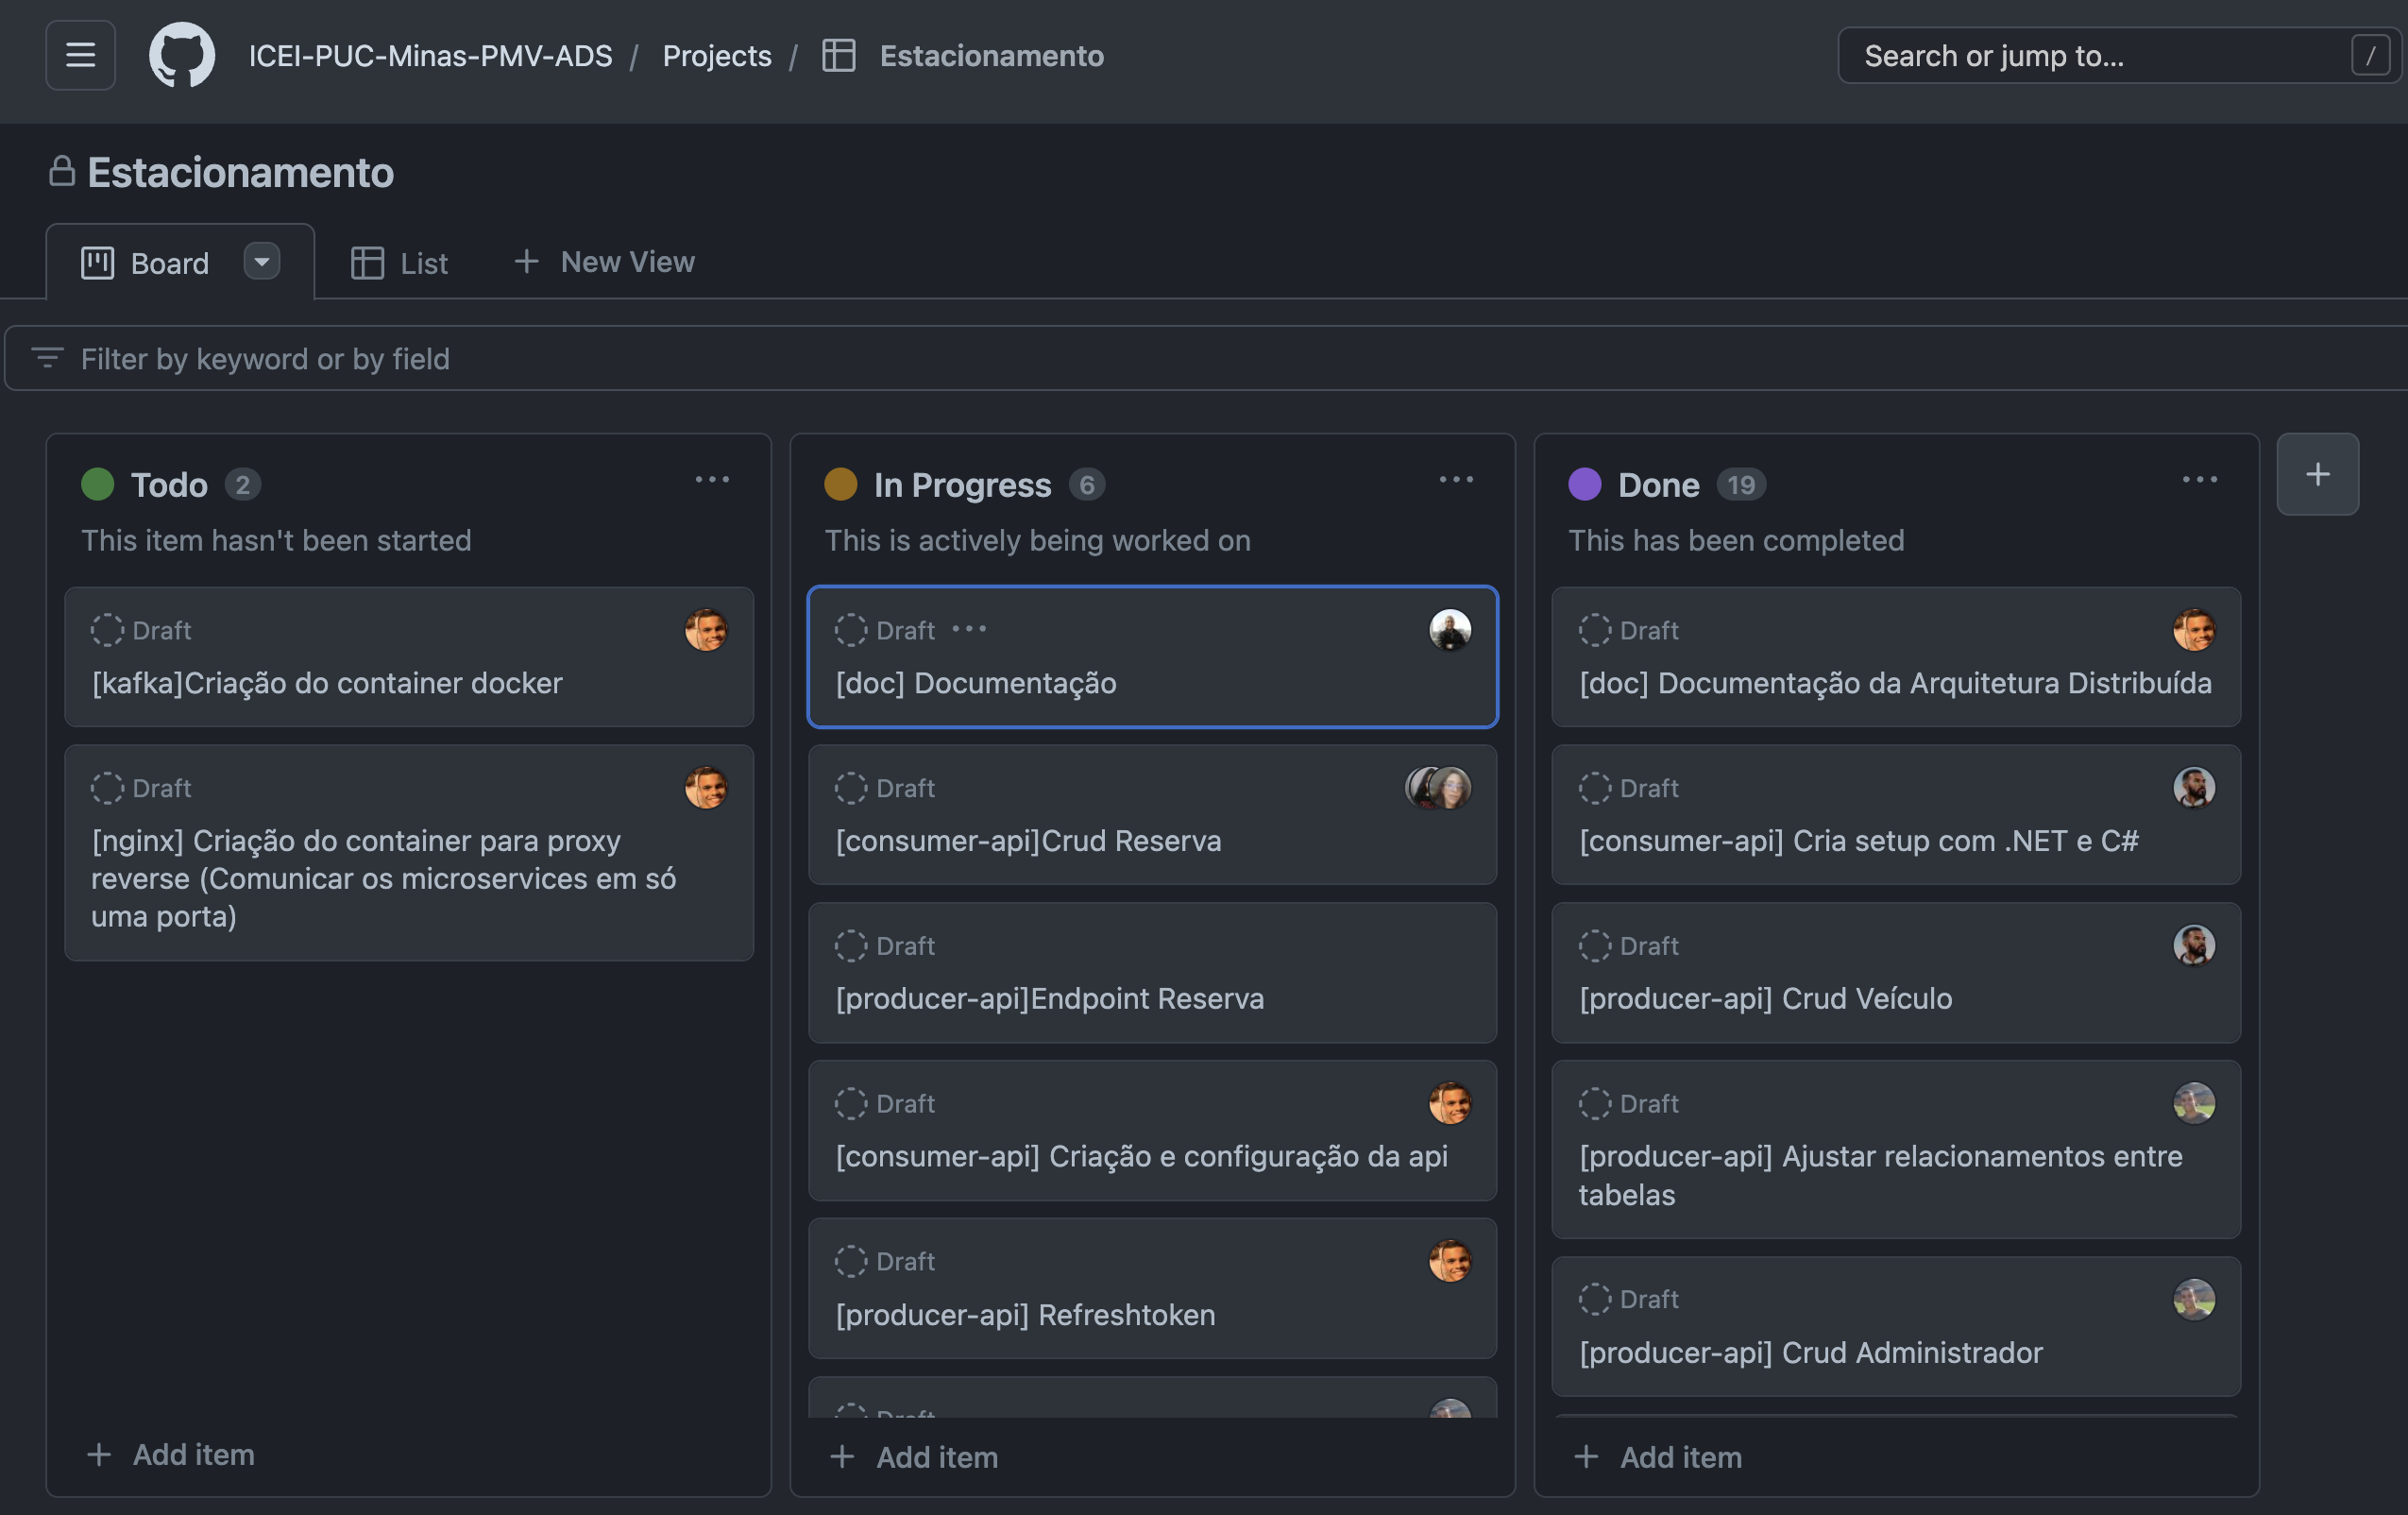 ICEI-PUC-Minas-PMV-ADS / Projects / Estacionamento
Search or jump to... /
Estacionamento
Board
List
New View
Filter by keyword or by field
Todo 2
This item hasn't been started
Draft
[kafka]Criação do container docker
Draft
[nginx] Criação do container para proxy
reverse (Comunicar os microservices em só
uma porta)
Add item
In Progress 6
This is actively being worked on
Draft
[doc] Documentação
Draft
[consumer-api]Crud Reserva
Draft
[producer-api]Endpoint Reserva
Draft
[consumer-api] Criação e configuração da api
Draft
[producer-api] Refreshtoken
Draft
Add item
Done 19
This has been completed
Draft
[doc] Documentação da Arquitetura Distribuída
Draft
[consumer-api] Cria setup com .NET e C#
Draft
[producer-api] Crud Veículo
Draft
[producer-api] Ajustar relacionamentos entre
tabelas
Draft
[producer-api] Crud Administrador
Add item